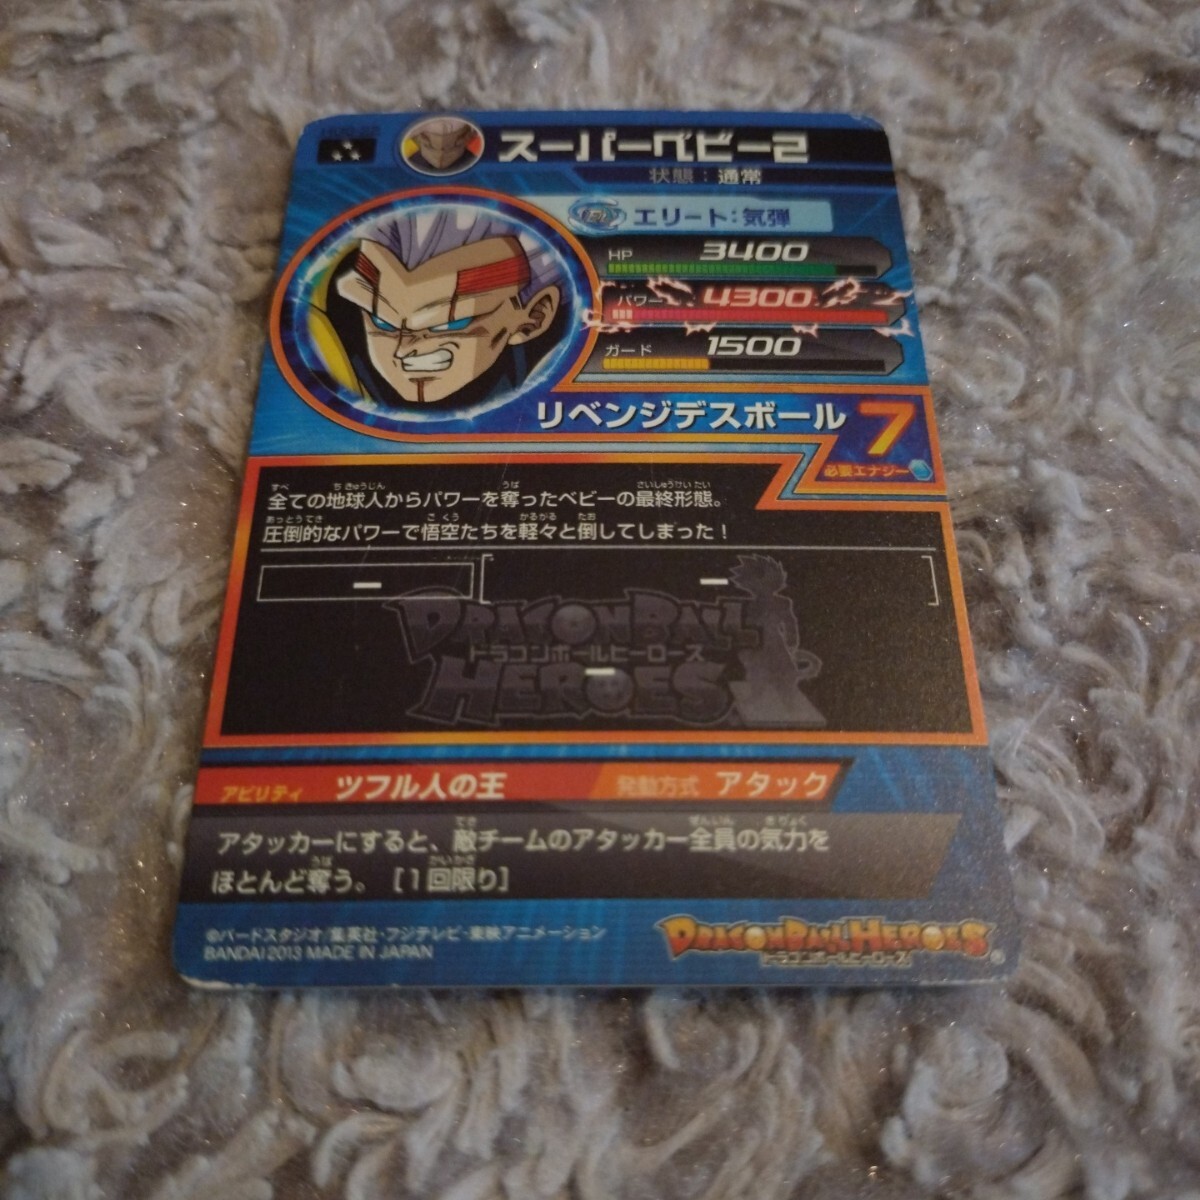 スーパーベビー2
状態：通常
エリート：気弾
HP 3400
パワー 4300
ガード 1500
リベンジデスボール 7
必要エナジー
全ての地球人からパワーを奪ったベビーの最終形態。
圧倒的なパワーで悟空たちを軽々と倒してしまった！
ー
ー
DRAGON BALL
ドラゴンボールヒーローズ
HEROES
ー
アビリティ ツフル人の王 発動方式 アタック
アタッカーにすると、敵チームのアタッカー全員の気力を
ほとんど奪う。［1回限り］
©バードスタジオ/集英社・フジテレビ・東映アニメーション
BANDAI 2013 MADE IN JAPAN
DRAGON BALL HEROES
ドラゴンボールヒーローズ